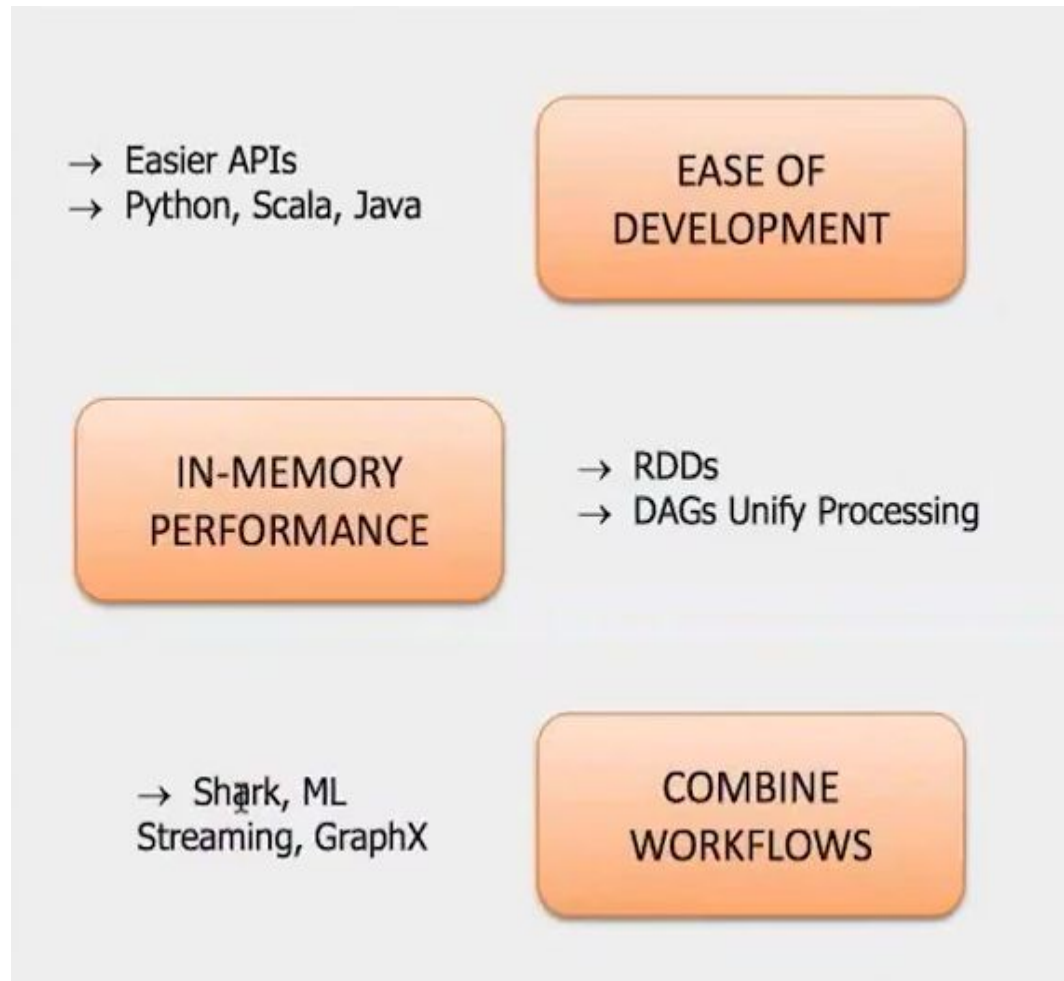 → Easier APIs
→ Python, Scala, Java
EASE OF
DEVELOPMENT
IN-MEMORY
PERFORMANCE
→ RDDs
→ DAGs Unify Processing
→ Shark, ML
Streaming, GraphX
COMBINE
WORKFLOWS